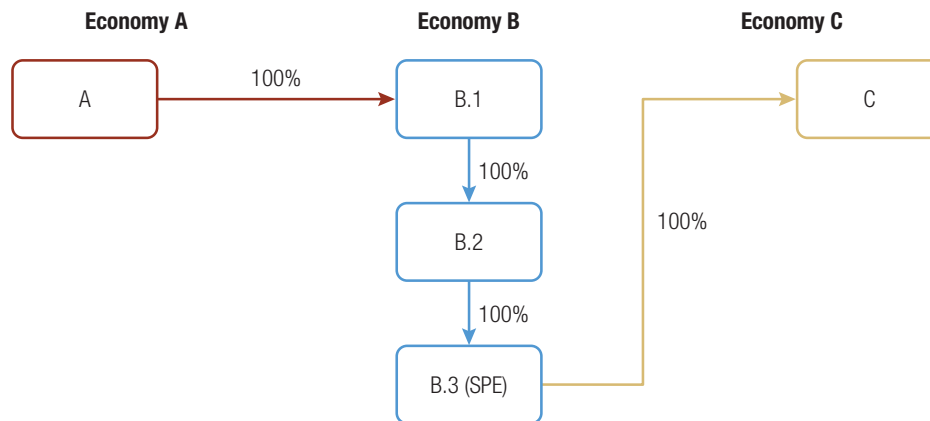 Economy A
Economy B
Economy C
A
100%
B.1
C
100%
B.2
100%
100%
B.3 (SPE)